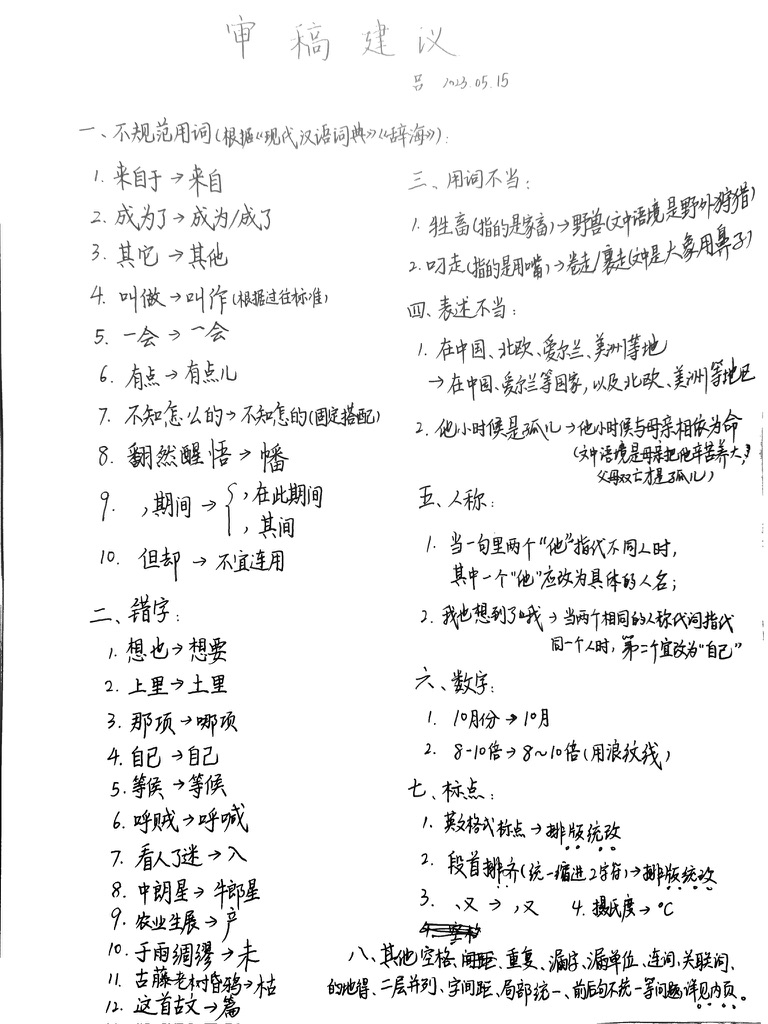 审稿建议
吕 2023.05.15
一、不规范用词(根据《现代汉语词典》《辞海》):
1. 来自于→来自
2. 成为了→成为/成了
3. 其它→其他
4. 叫做→叫作(根据过往标准)
5. 一会→一会
6. 有点→有点儿
7. 不知怎么的→不知怎的(固定搭配)
8. 翻然醒悟→幡
9. ,期间→{,在此期间
,其间
10. 但却→不宜连用
二、错字:
1. 想也→想要
2. 上里→土里
3. 那项→哪项
4. 自已→自己
5. 等侯→等候
6. 呼贼→呼喊
7. 看人了迷→入
8. 中朗星→牛郎星
9. 农业生展→产
10. 于雨绸缪→未
11. 古藤老树昏鸦→枯
12. 这首古文→篇
三、用词不当:
1. 牲畜(指的是家畜)→野兽(文中语境是野外狩猎)
2. 叼走(指的是用嘴)→卷走/裹走(文中是大象用鼻子)
四、表述不当:
1. 在中国、北欧、爱尔兰、美洲等地
→在中国、爱尔兰等国家,以及北欧、美洲等地区
2. 他小时候是孤儿→他小时候与母亲相依为命
(文中语境是母亲把他辛苦养大,
父母双亡才是孤儿)
五、人称:
1. 当一句里两个“他”指代不同人时,
其中一个“他”应改为具体的人名;
2. 我也想到了我→当两个相同的人称代词指代
同一个人时,第二个宜改为“自己”
六、数字:
1. 10月份→10月
2. 8-10倍→8~10倍(用浪纹线)
七、标点:
1. 英文格式标点→排版统改
2. 段首排齐(统一缩进2字符)→排版统改
3. 、又→,又 4. 摄氏度→℃
八、其他空格、间距、重复、漏字、漏单位、连词、关联词、
的地得、二层并列、字间距、局部统一、前后句不统一等问题详见内页。